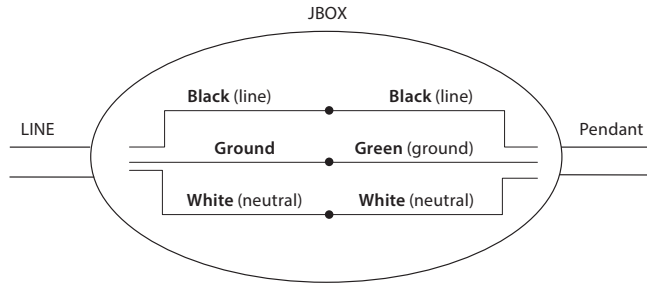 JBOX
Black (line) Black (line)
LINE Pendant
Ground Green (ground)
White (neutral) White (neutral)